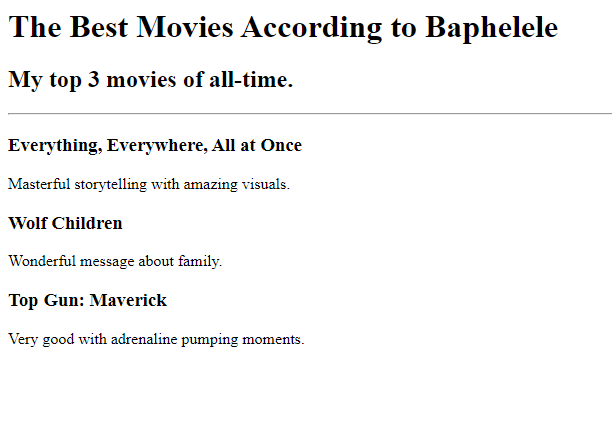 The Best Movies According to Baphelele
My top 3 movies of all-time.
Everything, Everywhere, All at Once
Masterful storytelling with amazing visuals.
Wolf Children
Wonderful message about family.
Top Gun: Maverick
Very good with adrenaline pumping moments.